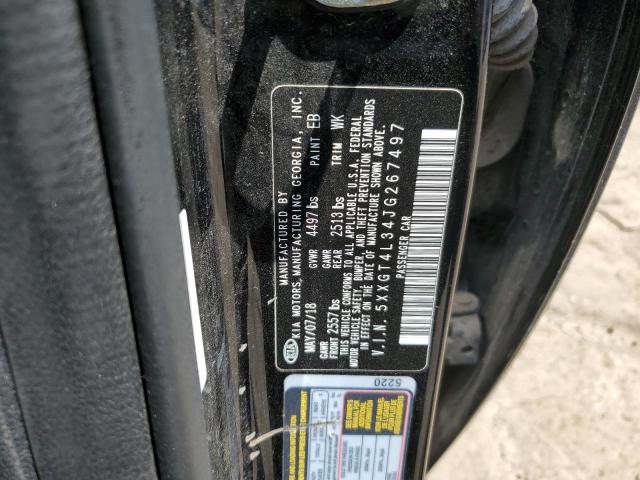 MANUFACTURED BY
KIA KIA MOTORS MANUFACTURING GEORGIA, INC.
MAY/07/18 GVWR 4497 lbs PAINT EB
GAWR FRONT 2557 lbs GAWR REAR 2513 lbs TRIM WK
THIS VEHICLE CONFORMS TO ALL APPLICABLE U.S.A. FEDERAL
MOTOR VEHICLE SAFETY, BUMPER, AND THEFT PREVENTION STANDARDS
IN EFFECT ON THE DATE OF MANUFACTURE SHOWN ABOVE.
V.I.N. 5XXGT4L34JG267497
PASSENGER CAR
5220